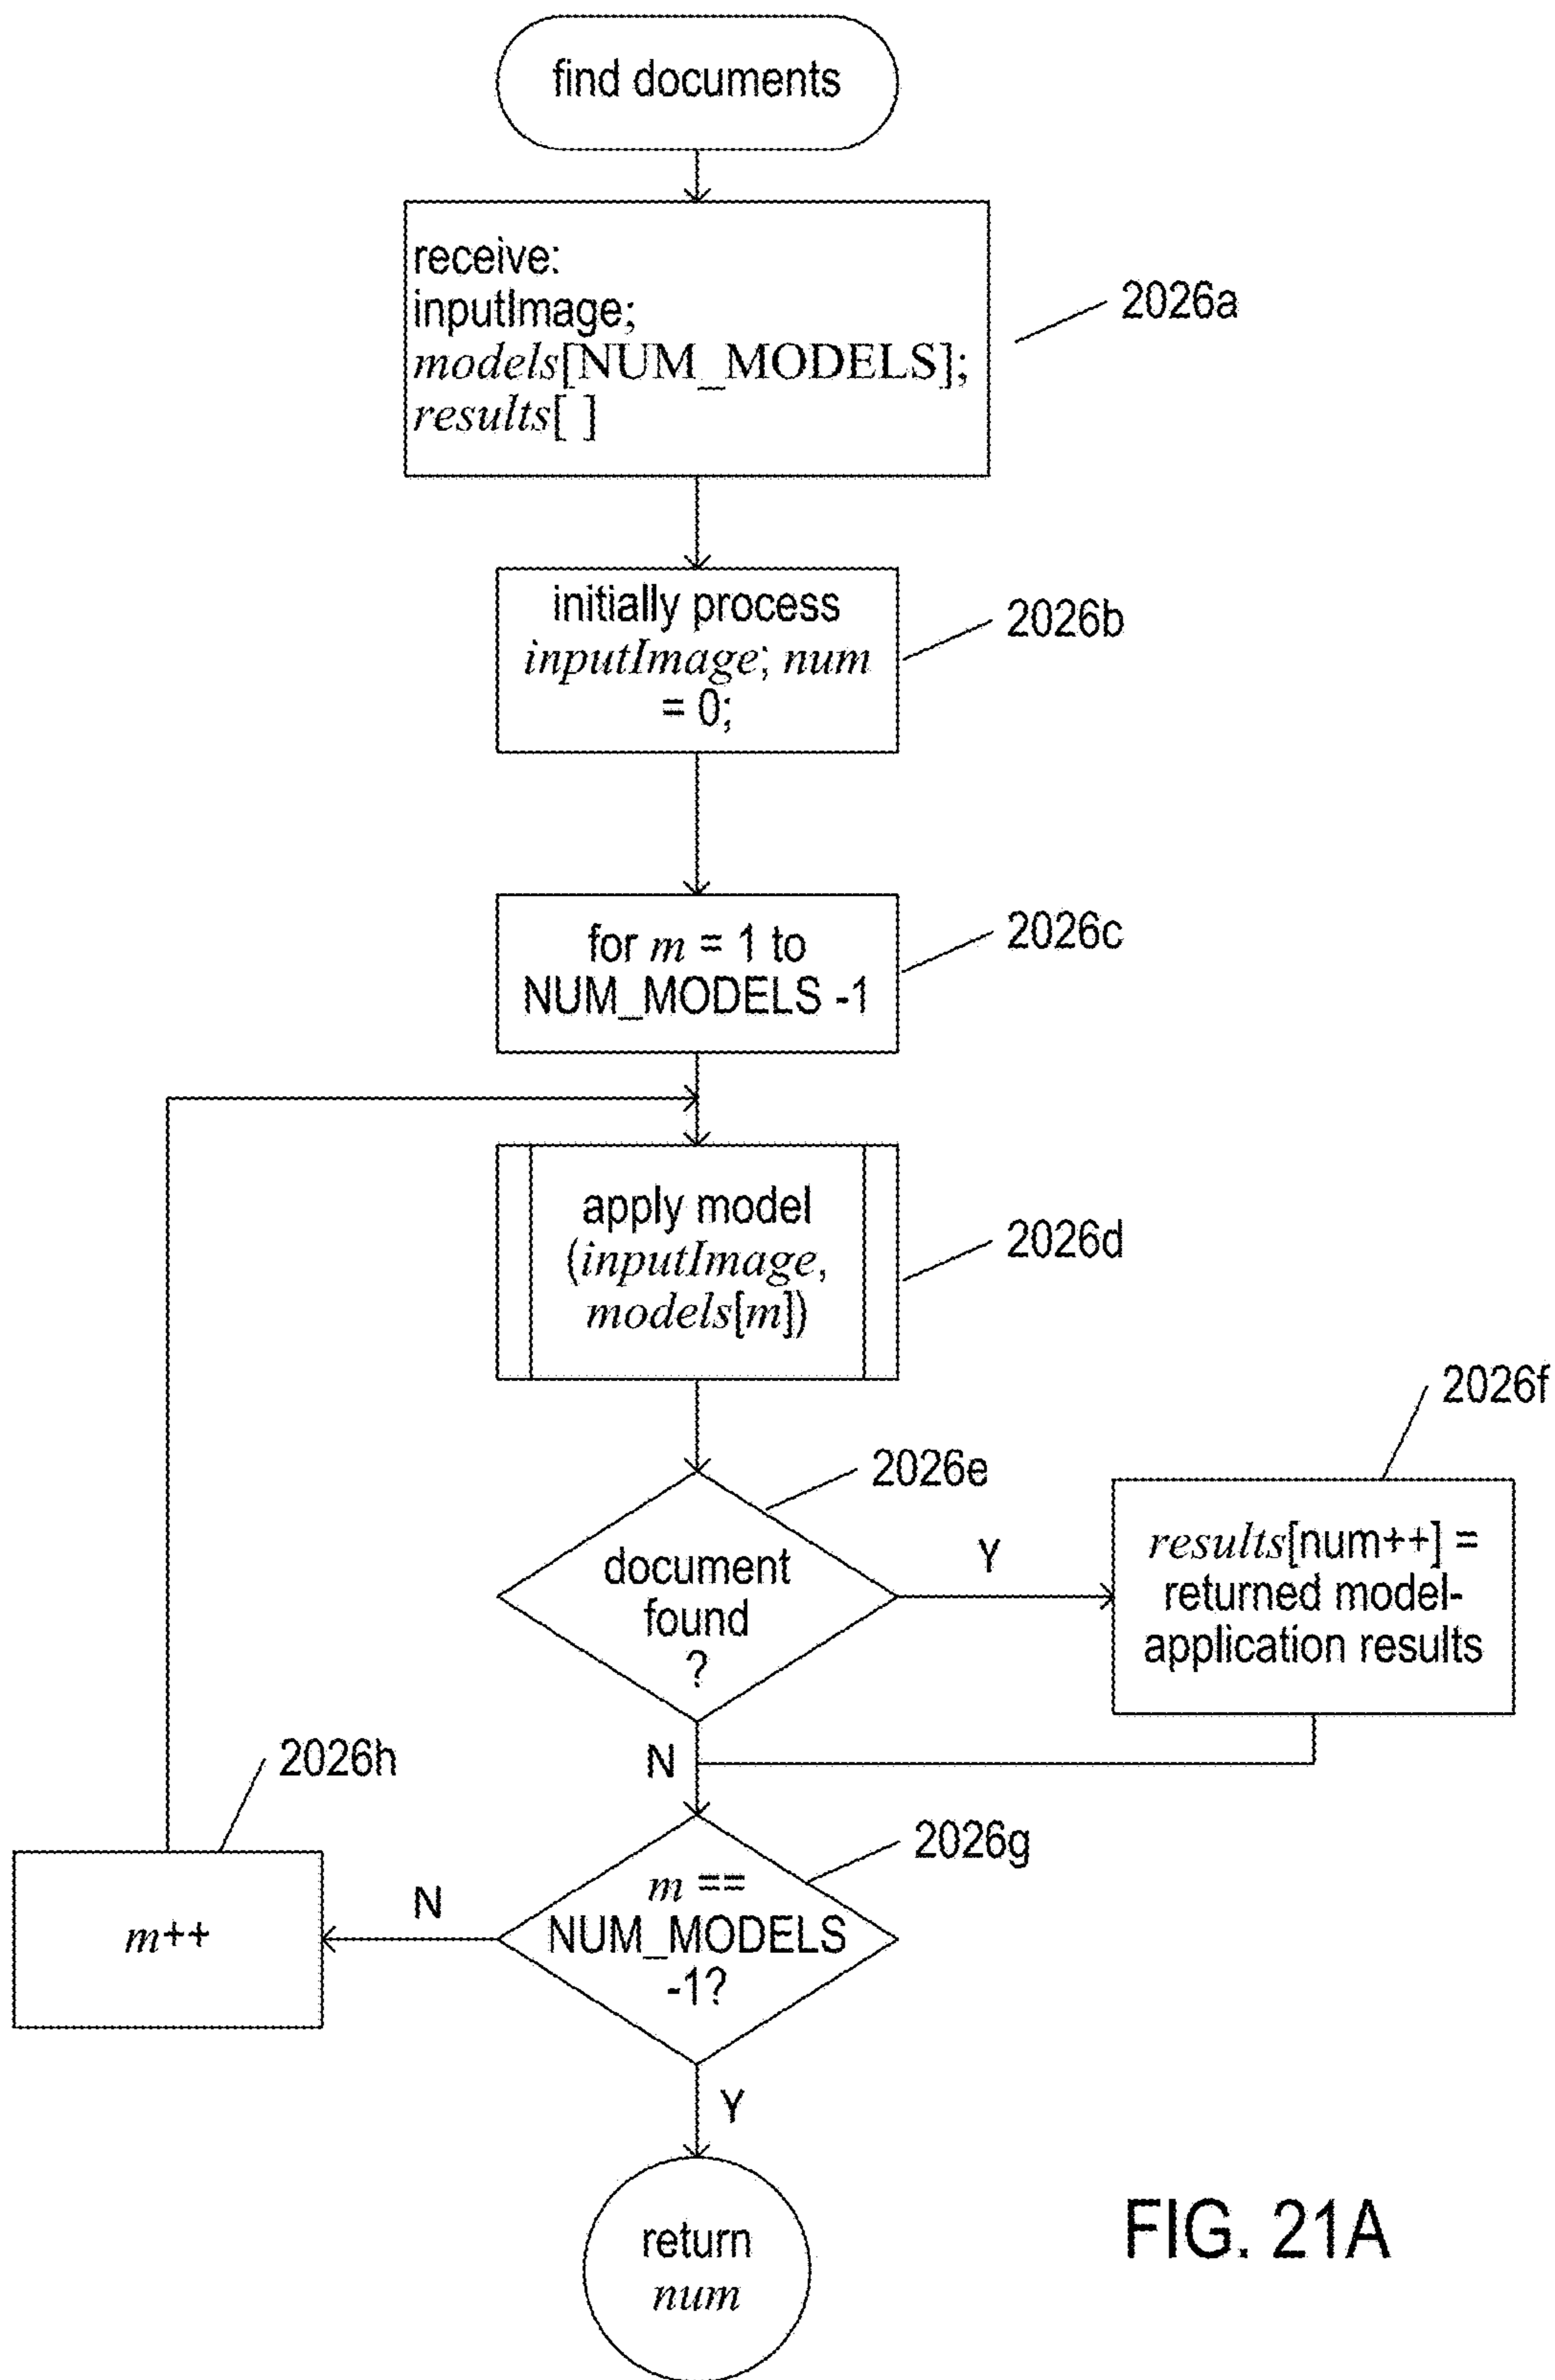 find documents
receive:
inputImage;
models[NUM_MODELS];
results[ ]
2026a
initially process
inputImage; num
= 0;
2026b
for m = 1 to
NUM_MODELS -1
2026c
apply model
(inputImage,
models[m])
2026d
2026f
2026e
document
found
?
Y
results[num++] =
returned model-
application results
N
2026h
2026g
m ==
NUM_MODELS
-1?
N
m++
Y
return
num
FIG. 21A